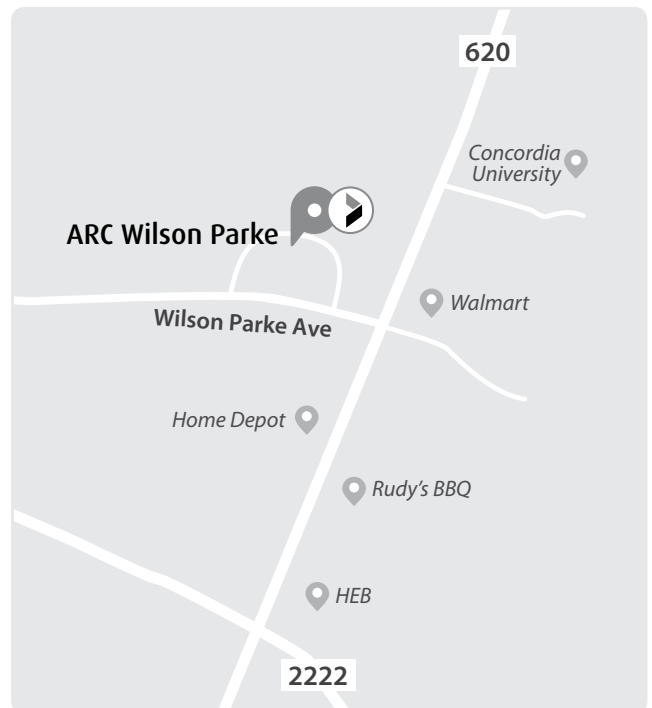 620
Concordia
University
ARC Wilson Parke
Walmart
Wilson Parke Ave
Home Depot
Rudy's BBQ
HEB
2222